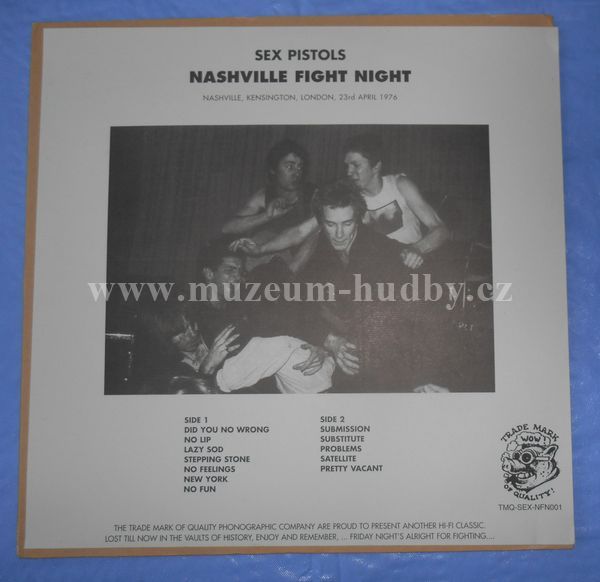 SEX PISTOLS
NASHVILLE FIGHT NIGHT
NASHVILLE, KENSINGTON, LONDON, 23rd APRIL 1976
www.muzeum-hudby.cz
SIDE 1
DID YOU NO WRONG
NO LIP
LAZY SOD
STEPPING STONE
NO FEELINGS
NEW YORK
NO FUN
SIDE 2
SUBMISSION
SUBSTITUTE
PROBLEMS
SATELLITE
PRETTY VACANT
TRADE MARK
WOW!
OF QUALITY!
TMQ-SEX-NFN001
THE TRADE MARK OF QUALITY PHONOGRAPHIC COMPANY ARE PROUD TO PRESENT ANOTHER HI-FI CLASSIC.
LOST TILL NOW IN THE VAULTS OF HISTORY, ENJOY AND REMEMBER, ... FRIDAY NIGHT'S ALRIGHT FOR FIGHTING....